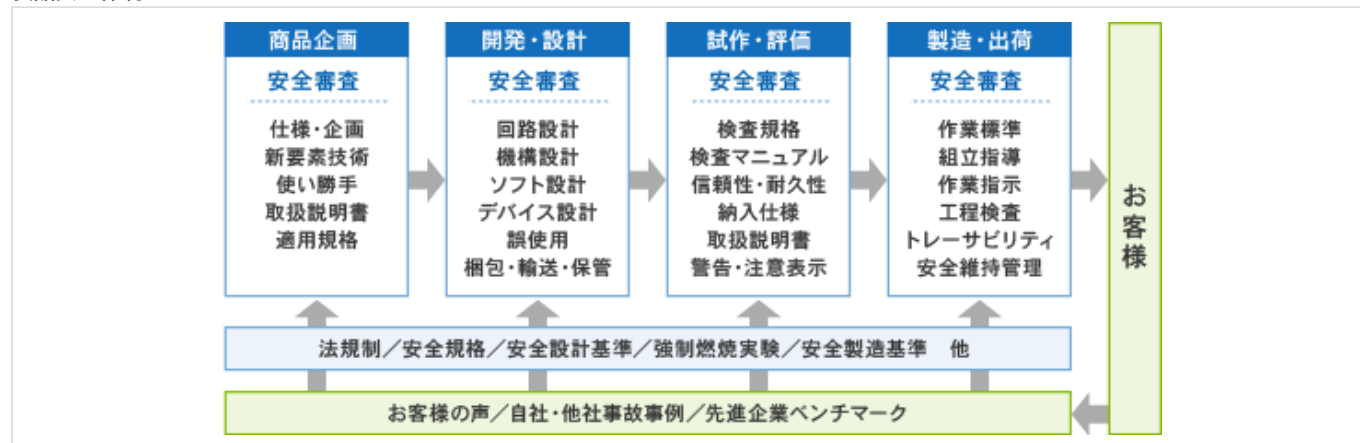 商品企画
安全審査
仕様・企画
新要素技術
使い勝手
取扱説明書
適用規格
開発・設計
安全審査
回路設計
機構設計
ソフト設計
デバイス設計
誤使用
梱包・輸送・保管
試作・評価
安全審査
検査規格
検査マニュアル
信頼性・耐久性
納入仕様
取扱説明書
警告・注意表示
製造・出荷
安全審査
作業標準
組立指導
作業指示
工程検査
トレーサビリティ
安全維持管理
お客様
法規制／安全規格／安全設計基準／強制燃焼実験／安全製造基準　他
お客様の声／自社・他社事故事例／先進企業ベンチマーク